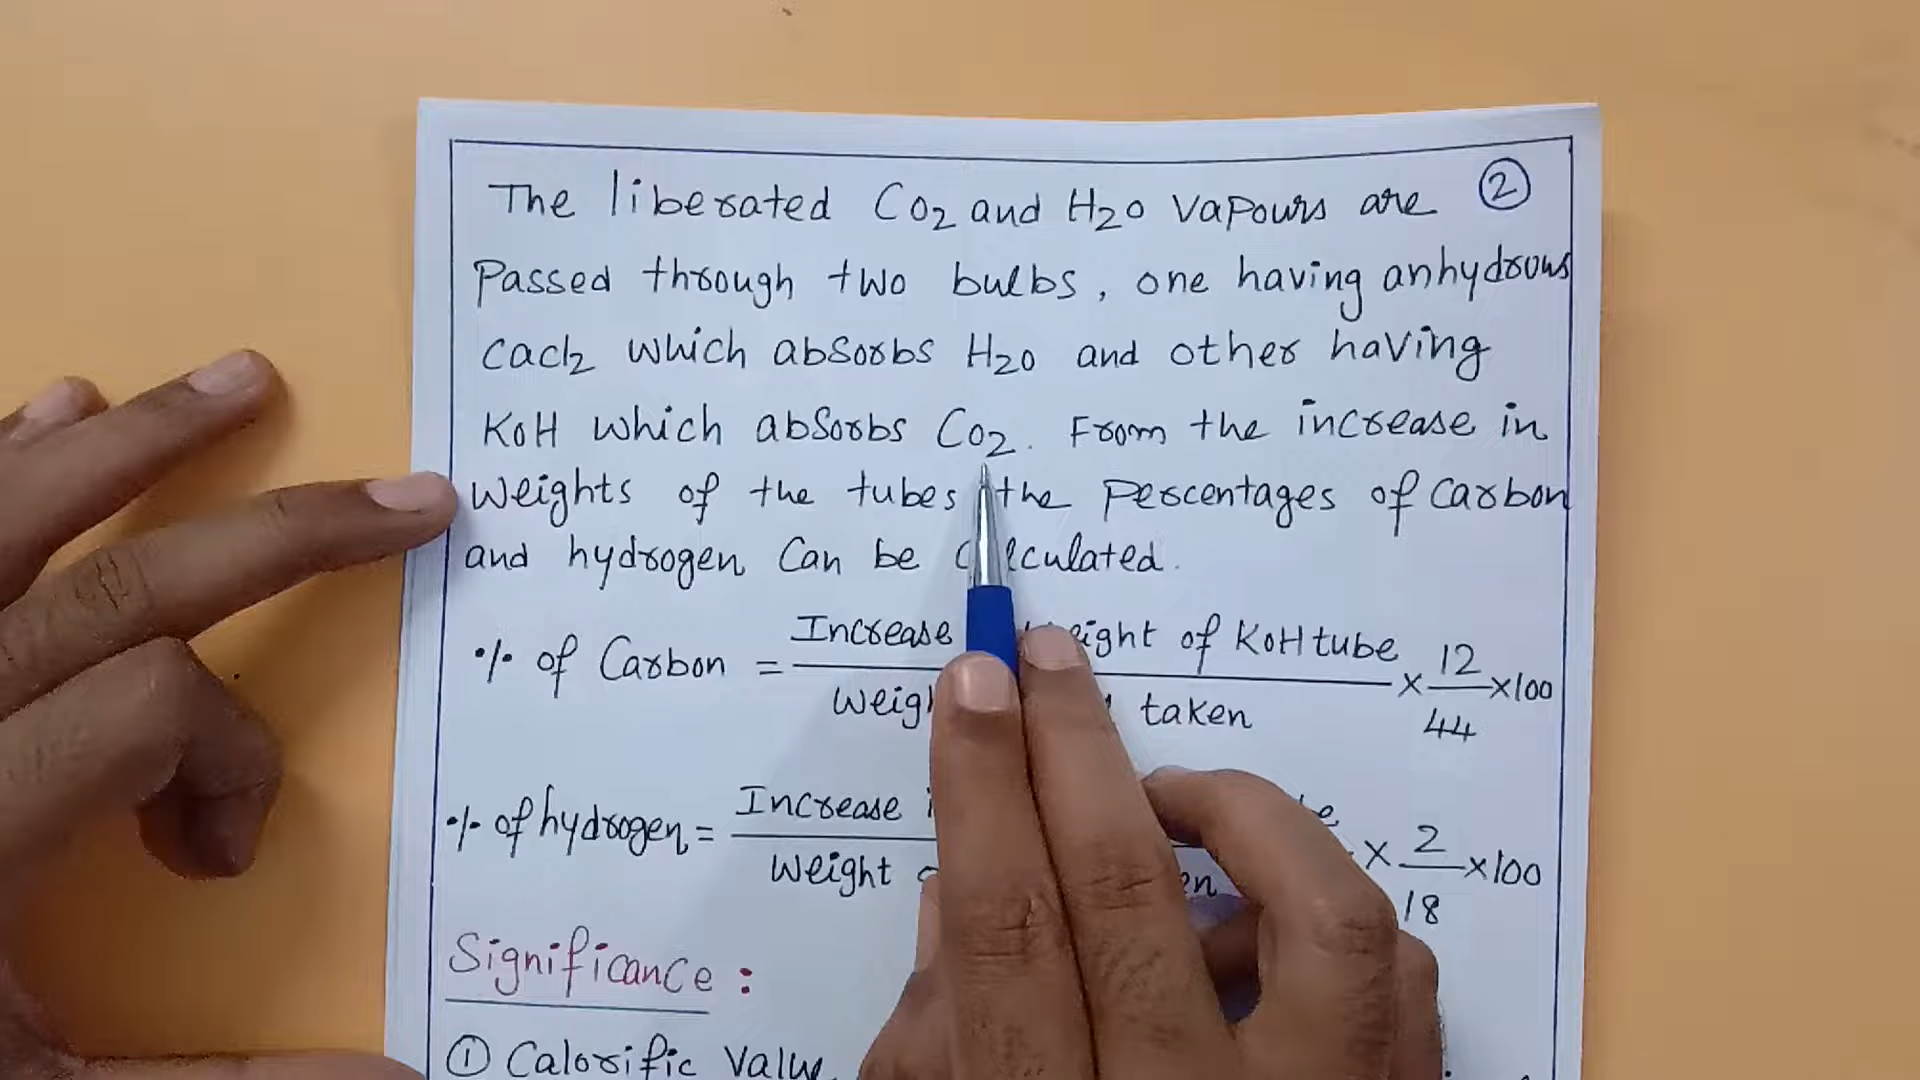 The liberated CO2 and H2O vapours are ②
Passed through two bulbs, one having anhydrous
CaCl2 which absorbs H2O and other having
KOH which absorbs CO2. From the increase in
weights of the tubes the percentages of carbon
and hydrogen can be calculated.
% of Carbon = Increase weight of KOH tube
taken
× 12/44 × 100
% of hydrogen = Increase
Weight
× 2/18 × 100
Significance :
① Calorific Value